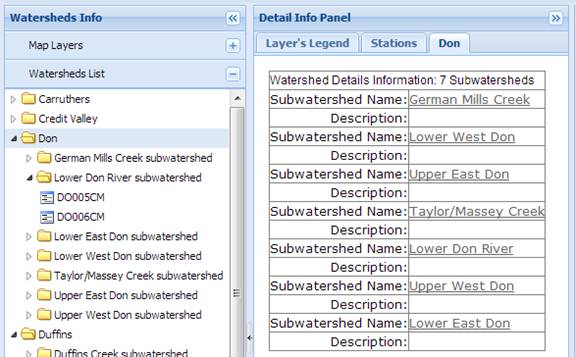 Watersheds Info
Map Layers
Watersheds List
Carruthers
Credit Valley
Don
German Mills Creek subwatershed
Lower Don River subwatershed
DO005CM
DO006CM
Lower East Don subwatershed
Lower West Don subwatershed
Taylor/Massey Creek subwatershed
Upper East Don subwatershed
Upper West Don subwatershed
Duffins
Duffins Creek subwatershed
Detail Info Panel
Layer's Legend Stations Don
Watershed Details Information: 7 Subwatersheds
Subwatershed Name: German Mills Creek
Description:
Subwatershed Name: Lower West Don
Description:
Subwatershed Name: Upper East Don
Description:
Subwatershed Name: Taylor/Massey Creek
Description:
Subwatershed Name: Lower Don River
Description:
Subwatershed Name: Upper West Don
Description:
Subwatershed Name: Lower East Don
Description: